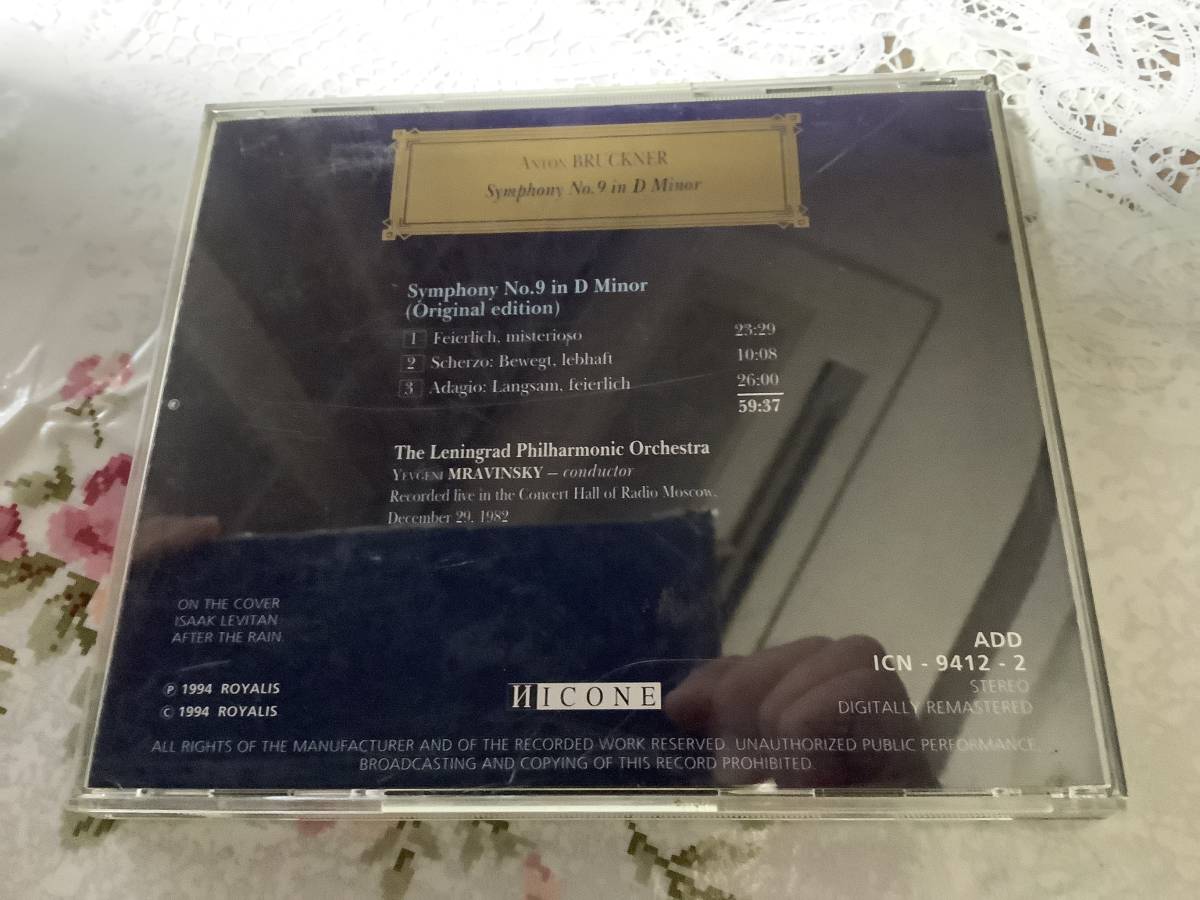 ANTON BRUCKNER
Symphony No.9 in D Minor
Symphony No.9 in D Minor
(Original edition)
1 Feierlich, misterioso 23:29
2 Scherzo: Bewegt, lebhaft 10:08
3 Adagio: Langsam, feierlich 26:00
59:37
The Leningrad Philharmonic Orchestra
YEVGENI MRAVINSKY – conductor
Recorded live in the Concert Hall of Radio Moscow,
December 29, 1982
ON THE COVER
ISAAK LEVITAN
AFTER THE RAIN
℗ 1994 ROYALIS
© 1994 ROYALIS
ИICONE
ADD
ICN - 9412 - 2
STEREO
DIGITALLY REMASTERED
ALL RIGHTS OF THE MANUFACTURER AND OF THE RECORDED WORK RESERVED. UNAUTHORIZED PUBLIC PERFORMANCE,
BROADCASTING AND COPYING OF THIS RECORD PROHIBITED.